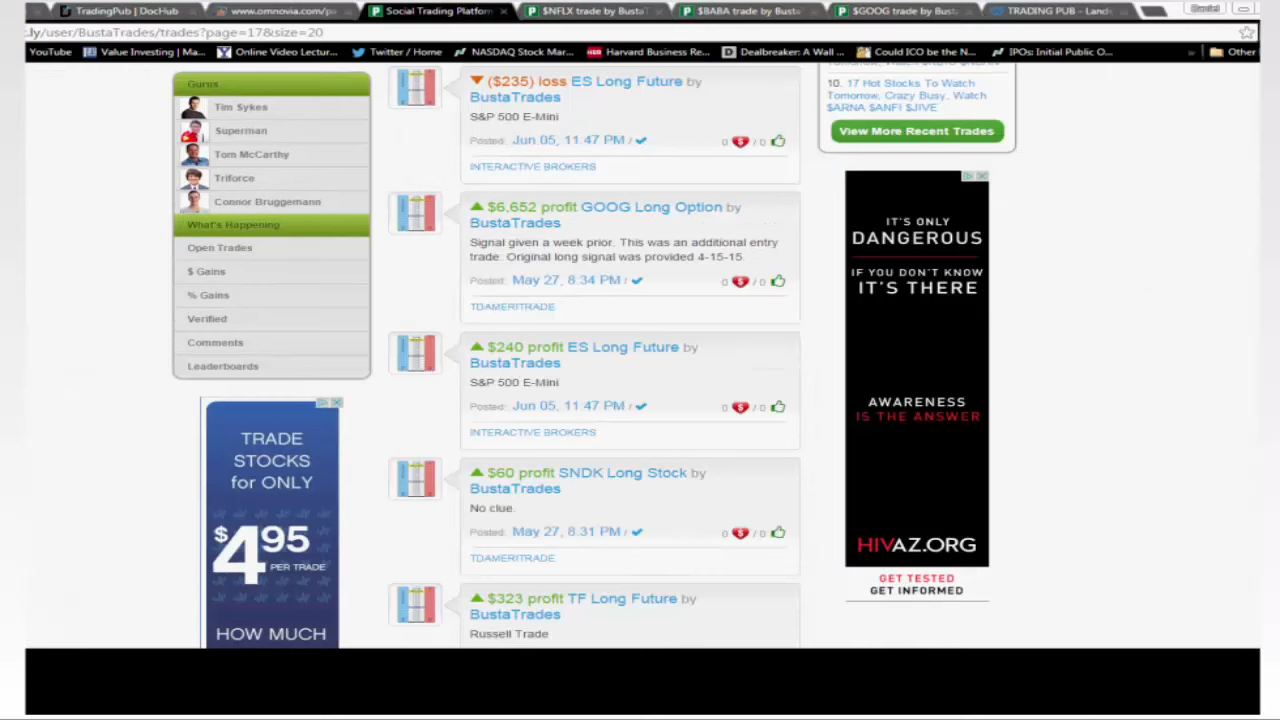 TradingPub | DocHub
www.omnovia.com/p
Social Trading Platform
$NFLX trade by Busta
$BABA trade by Busta
$GOOG trade by Busta
TRADING PUB - Land
.ly/user/BustaTrades/trades?page=17&size=20
YouTube
Value Investing | Ma...
Online Video Lectur...
Twitter / Home
NASDAQ Stock Mar...
Harvard Business Re...
Dealbreaker: A Wall ...
Could ICO be the N...
IPOs: Initial Public O...
Other
Gurus
Tim Sykes
Superman
Tom McCarthy
Triforce
Connor Bruggemann
What's Happening
Open Trades
$ Gains
% Gains
Verified
Comments
Leaderboards
TRADE
STOCKS
for ONLY
$4.95
PER TRADE
HOW MUCH
($235) loss ES Long Future by
BustaTrades
S&P 500 E-Mini
Posted: Jun 05, 11:47 PM /
0 / 0
INTERACTIVE BROKERS
$6,652 profit GOOG Long Option by
BustaTrades
Signal given a week prior. This was an additional entry
trade. Original long signal was provided 4-15-15.
Posted: May 27, 8:34 PM /
0 / 0
TDAMERITRADE
$240 profit ES Long Future by
BustaTrades
S&P 500 E-Mini
Posted: Jun 05, 11:47 PM /
0 / 0
INTERACTIVE BROKERS
$60 profit SNDK Long Stock by
BustaTrades
No clue.
Posted: May 27, 8:31 PM /
0 / 0
TDAMERITRADE
$323 profit TF Long Future by
BustaTrades
Russell Trade
10. 17 Hot Stocks To Watch
Tomorrow, Crazy Busy, Watch
$ARNA $ANFI $JIVE
View More Recent Trades
IT'S ONLY
DANGEROUS
IF YOU DON'T KNOW
IT'S THERE
AWARENESS
IS THE ANSWER
HIVAZ.ORG
GET TESTED
GET INFORMED